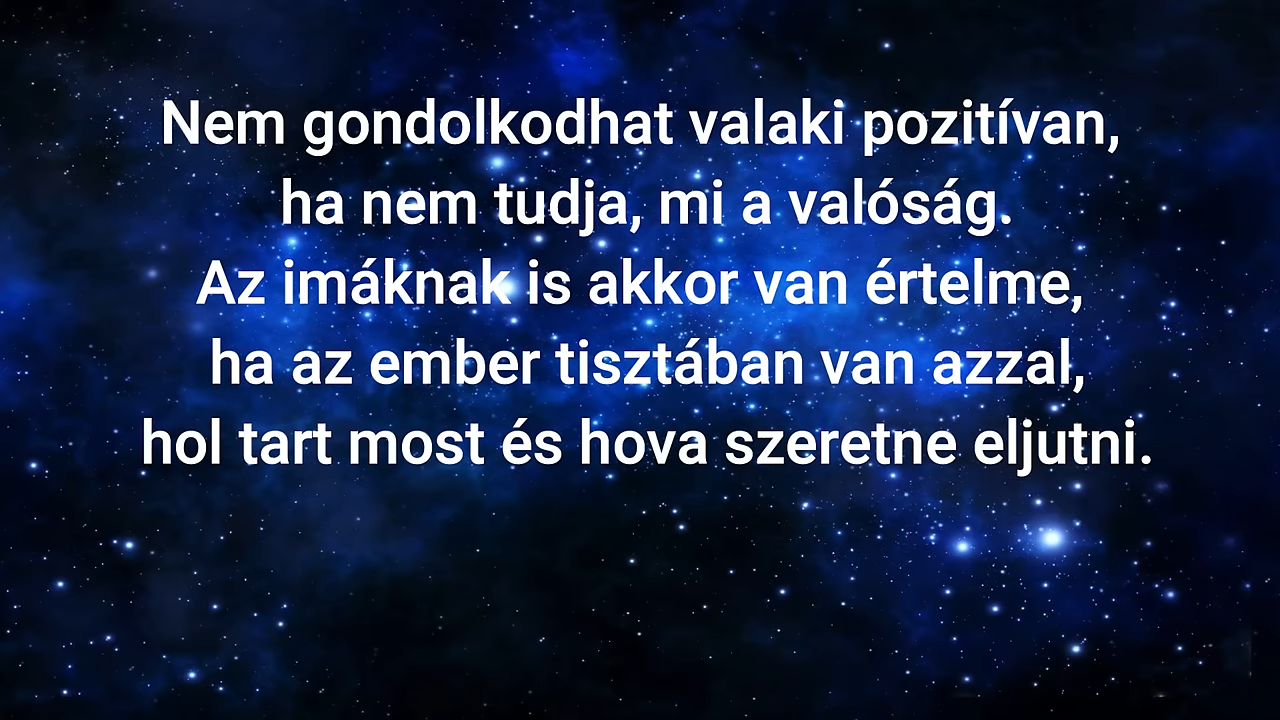 Nem gondolkodhat valaki pozitívan,
ha nem tudja, mi a valóság.
Az imáknak is akkor van értelme,
ha az ember tisztában van azzal,
hol tart most és hova szeretne eljutni.